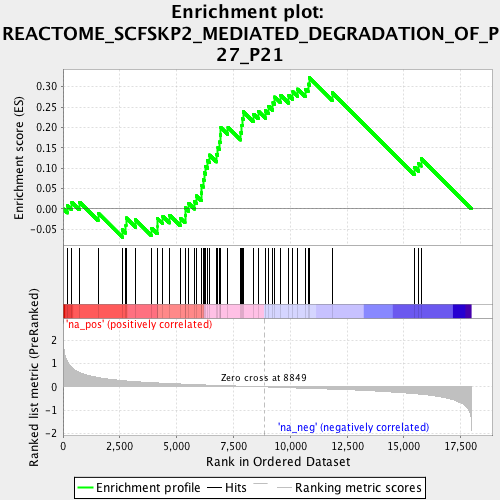 Enrichment plot:
REACTOME_SCFSKP2_MEDIATED_DEGRADATION_OF_P
27_P21
Enrichment score (ES)
0.30
0.25
0.20
0.15
0.10
0.05
0.00
-0.05
'na_pos' (positively correlated)
Ranked list metric (PreRanked)
2
1
0
-1
-2
Zero cross at 8849
'na_neg' (negatively correlated)
0
2,500
5,000
7,500
10,000
12,500
15,000
17,500
Rank in Ordered Dataset
Enrichment profile
Hits
Ranking metric scores